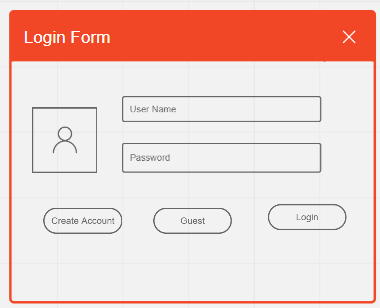 Login Form
User Name
Password
Create Account
Guest
Login